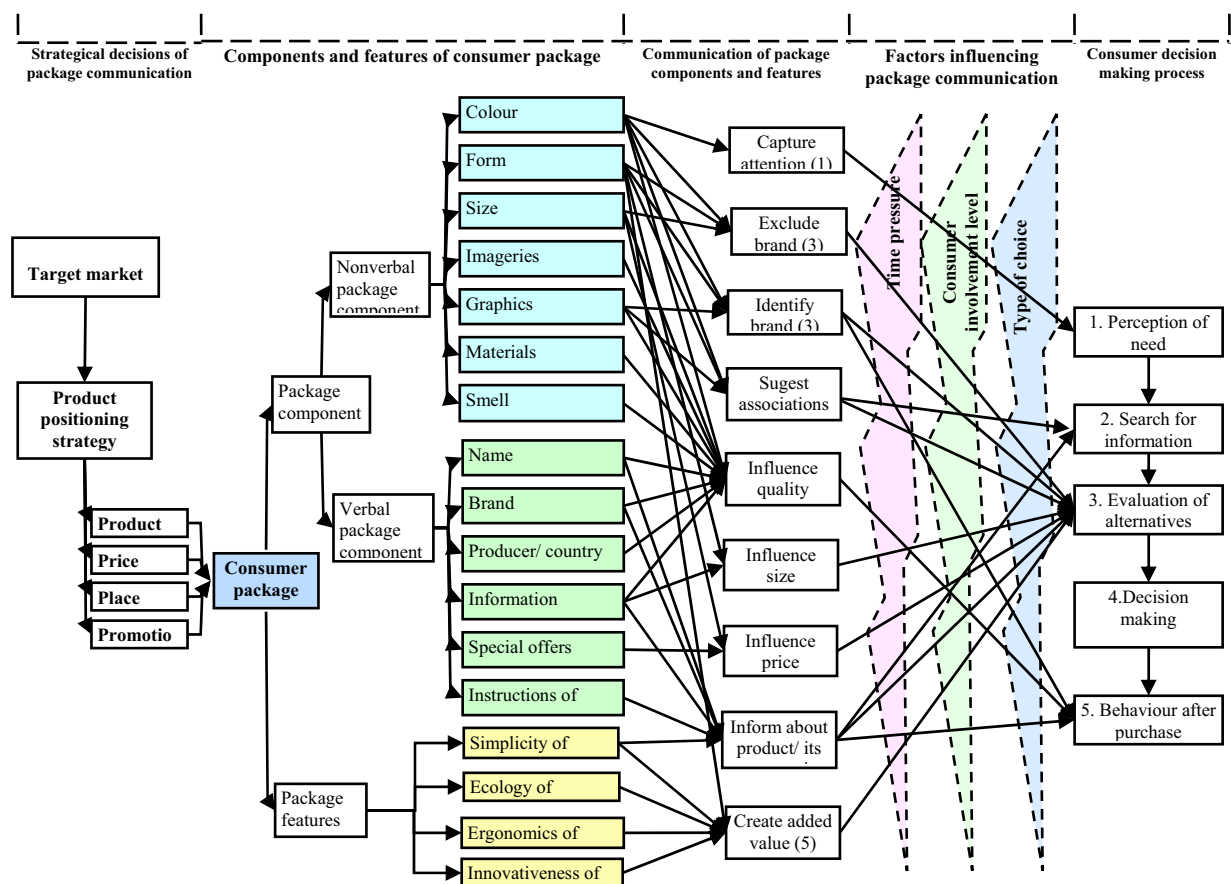 Strategical decisions of
package communication
Components and features of consumer package
Communication of package
components and features
Factors influencing
package communication
Consumer decision
making process
Target market
Product
positioning
strategy
Product
Price
Place
Promotio
Consumer
package
Package
component
Package
features
Nonverbal
package
component
Verbal
package
component
Colour
Form
Size
Imageries
Graphics
Materials
Smell
Name
Brand
Producer/ country
Information
Special offers
Instructions of
Simplicity of
Ecology of
Ergonomics of
Innovativeness of
Capture
attention (1)
Exclude
brand (3)
Identify
brand (3)
Sugest
associations
Influence
quality
Influence
size
Influence
price
Inform about
product/ its
Create added
value (5)
Time pressure
Consumer
involvement level
Type of choice
1. Perception of
need
2. Search for
information
3. Evaluation of
alternatives
4.Decision
making
5. Behaviour after
purchase